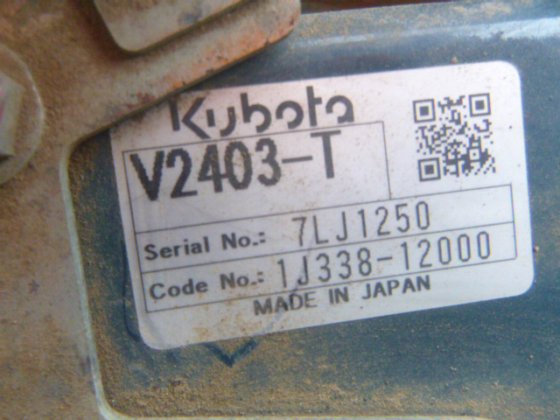 Kubota
V2403-T
Serial No.: 7LJ1250
Code No.: 1J338-12000
MADE IN JAPAN